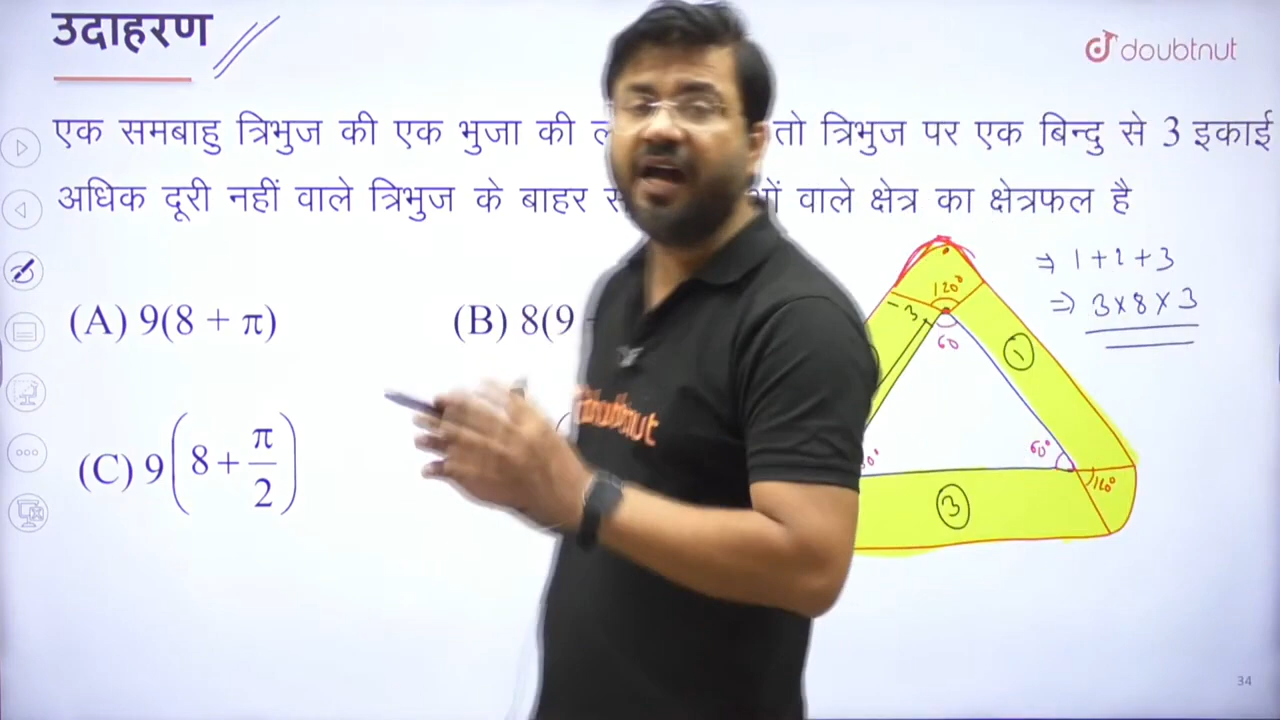 उदाहरण
doubtnut
एक समबाहु त्रिभुज की एक भुजा की तो त्रिभुज पर एक बिन्दु से 3 इकाई
अधिक दूरी नहीं वाले त्रिभुज के बाहर वाले क्षेत्र का क्षेत्रफल है
⇒ 1+2+3
⇒ 3×8×3
(A) 9(8 + π)
(B) 8(9
(C) 9(8 + π/2)
120°
3
60
1
60°
120°
3
doubtnut
34